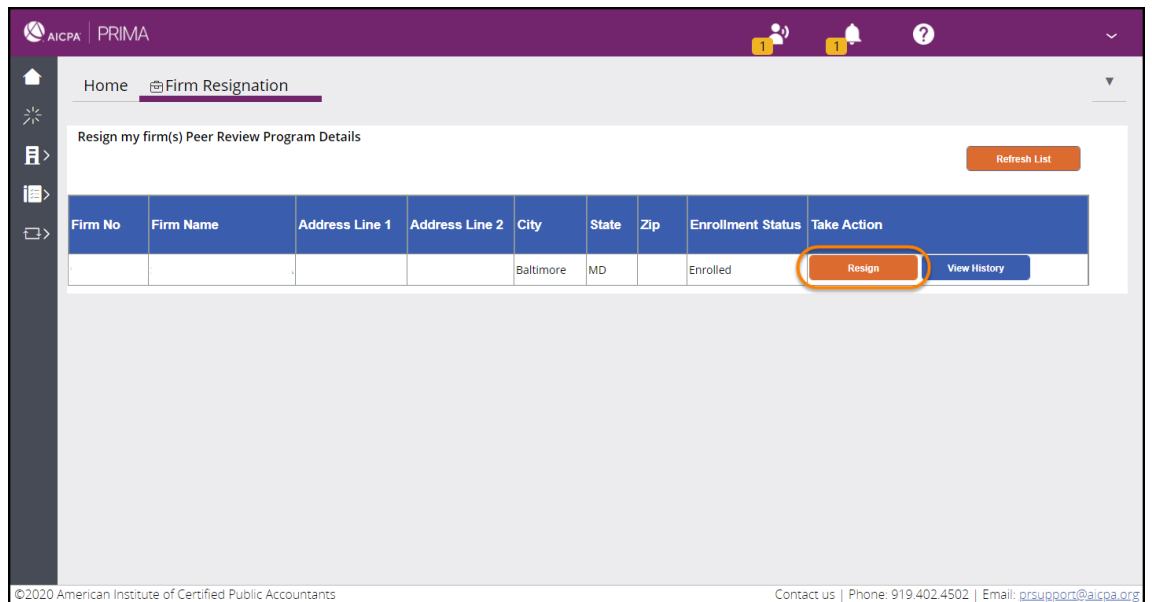 AICPA PRIMA
1 1 ?
Home Firm Resignation
Resign my firm(s) Peer Review Program Details
Refresh List
Firm No Firm Name Address Line 1 Address Line 2 City State Zip Enrollment Status Take Action
Baltimore MD Enrolled Resign View History
©2020 American Institute of Certified Public Accountants Contact us | Phone: 919.402.4502 | Email: prsupport@aicpa.org